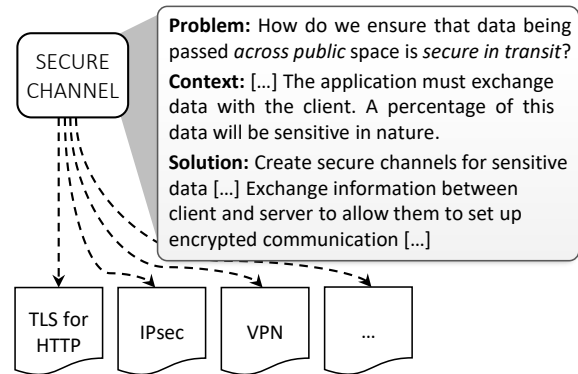 SECURE
CHANNEL
Problem: How do we ensure that data being
passed across public space is secure in transit?
Context: […] The application must exchange
data with the client. A percentage of this
data will be sensitive in nature.
Solution: Create secure channels for sensitive
data […] Exchange information between
client and server to allow them to set up
encrypted communication […]
TLS for
HTTP
IPsec
VPN
…